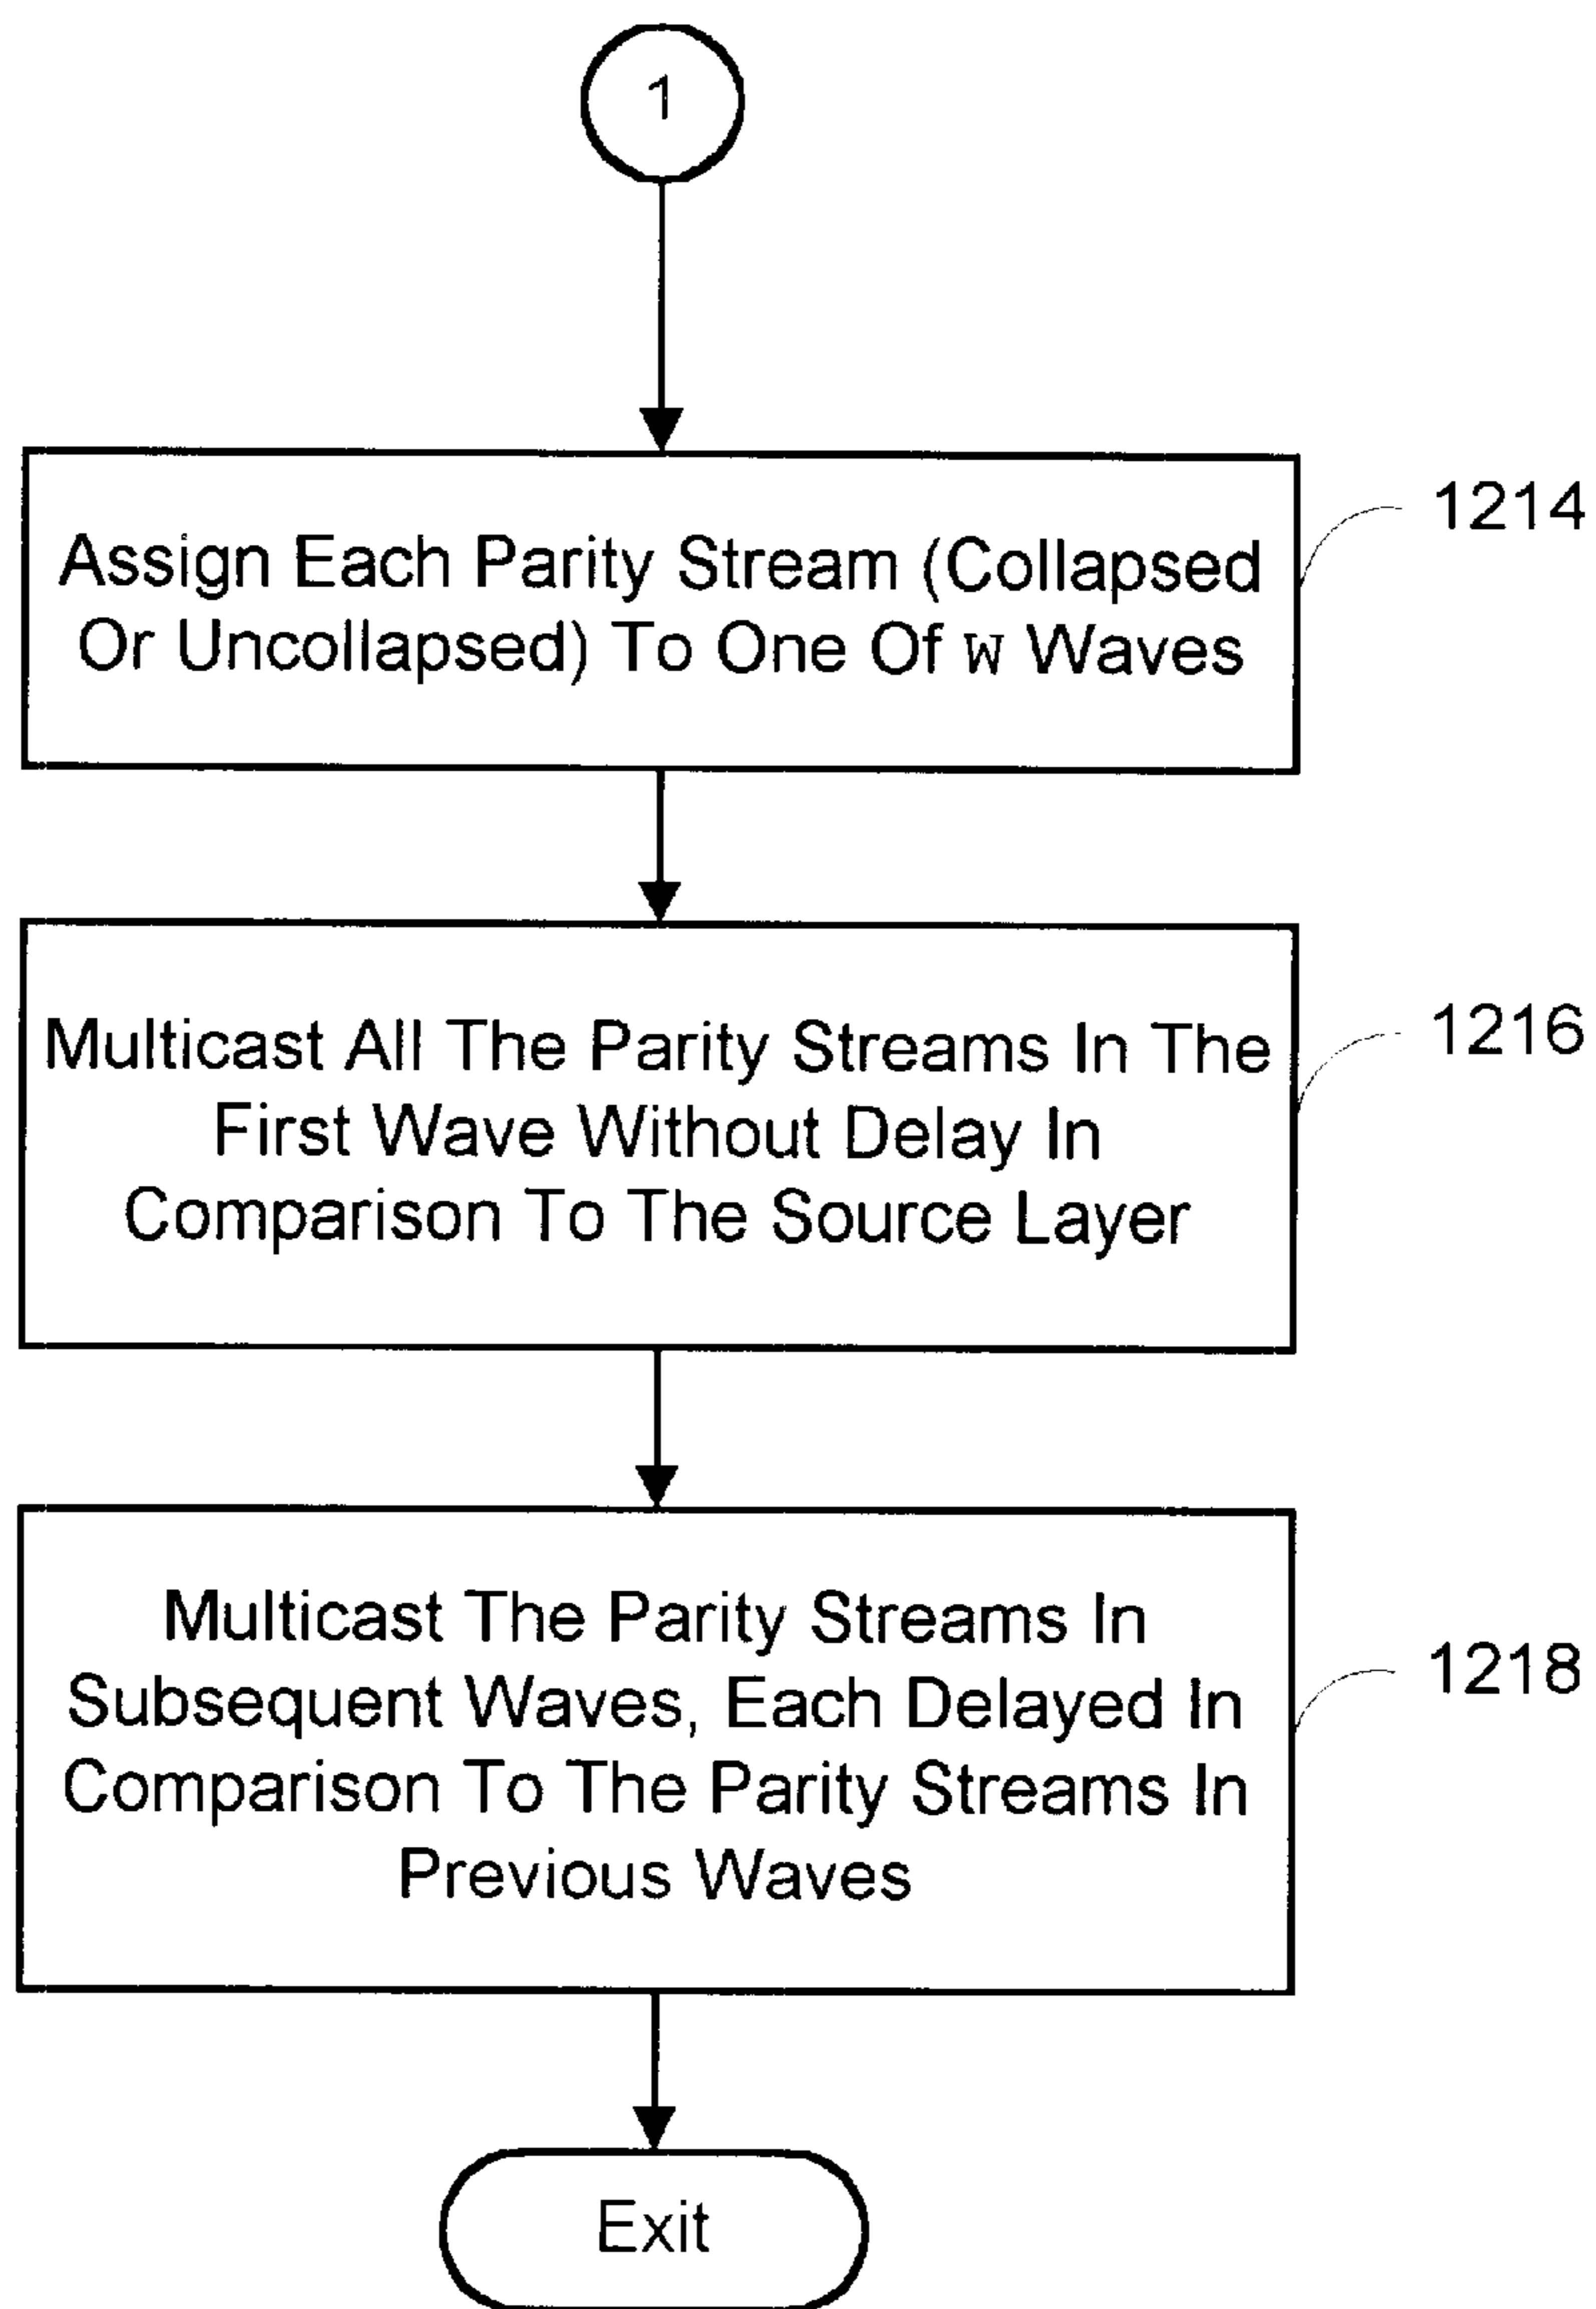 1
Assign Each Parity Stream (Collapsed
Or Uncollapsed) To One Of W Waves
1214
Multicast All The Parity Streams In The
First Wave Without Delay In
Comparison To The Source Layer
1216
Multicast The Parity Streams In
Subsequent Waves, Each Delayed In
Comparison To The Parity Streams In
Previous Waves
1218
Exit